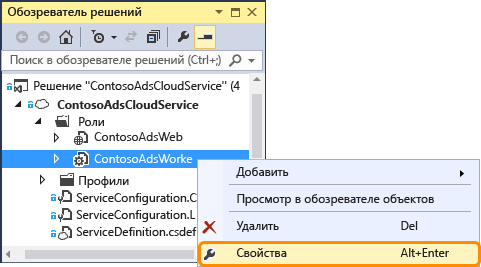 Обозреватель решений
Поиск в обозревателе решений (Ctrl+;)
Решение "ContosoAdsCloudService" (4
ContosoAdsCloudService
Роли
ContosoAdsWeb
ContosoAdsWorke
Профили
ServiceConfiguration.C
ServiceConfiguration.L
ServiceDefinition.csdef
Добавить
Просмотр в обозревателе объектов
Удалить Del
Свойства Alt+Enter